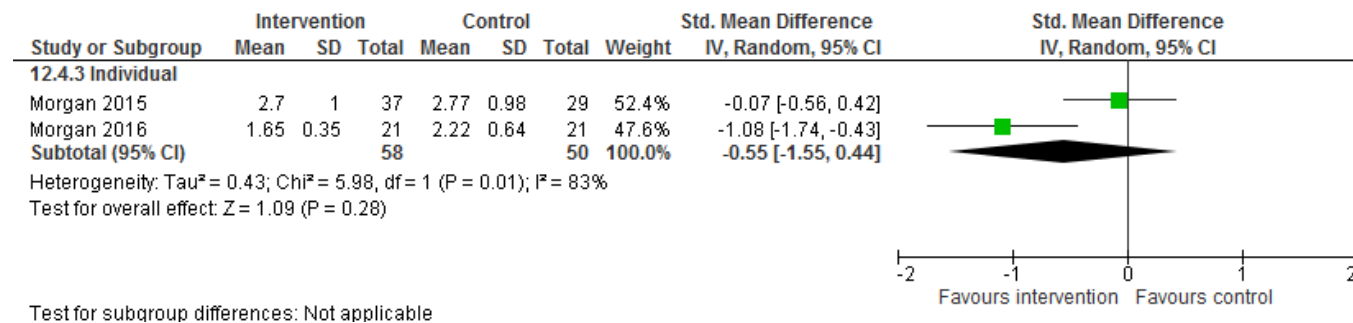 Intervention Control Std. Mean Difference Std. Mean Difference
Study or Subgroup Mean SD Total Mean SD Total Weight IV, Random, 95% CI IV, Random, 95% CI
12.4.3 Individual
Morgan 2015 2.7 1 37 2.77 0.98 29 52.4% -0.07 [-0.56, 0.42]
Morgan 2016 1.65 0.35 21 2.22 0.64 21 47.6% -1.08 [-1.74, -0.43]
Subtotal (95% CI) 58 50 100.0% -0.55 [-1.55, 0.44]
Heterogeneity: Tau² = 0.43; Chi² = 5.98, df = 1 (P = 0.01); I² = 83%
Test for overall effect: Z = 1.09 (P = 0.28)
-2 -1 0 1 2
Favours intervention Favours control
Test for subgroup differences: Not applicable